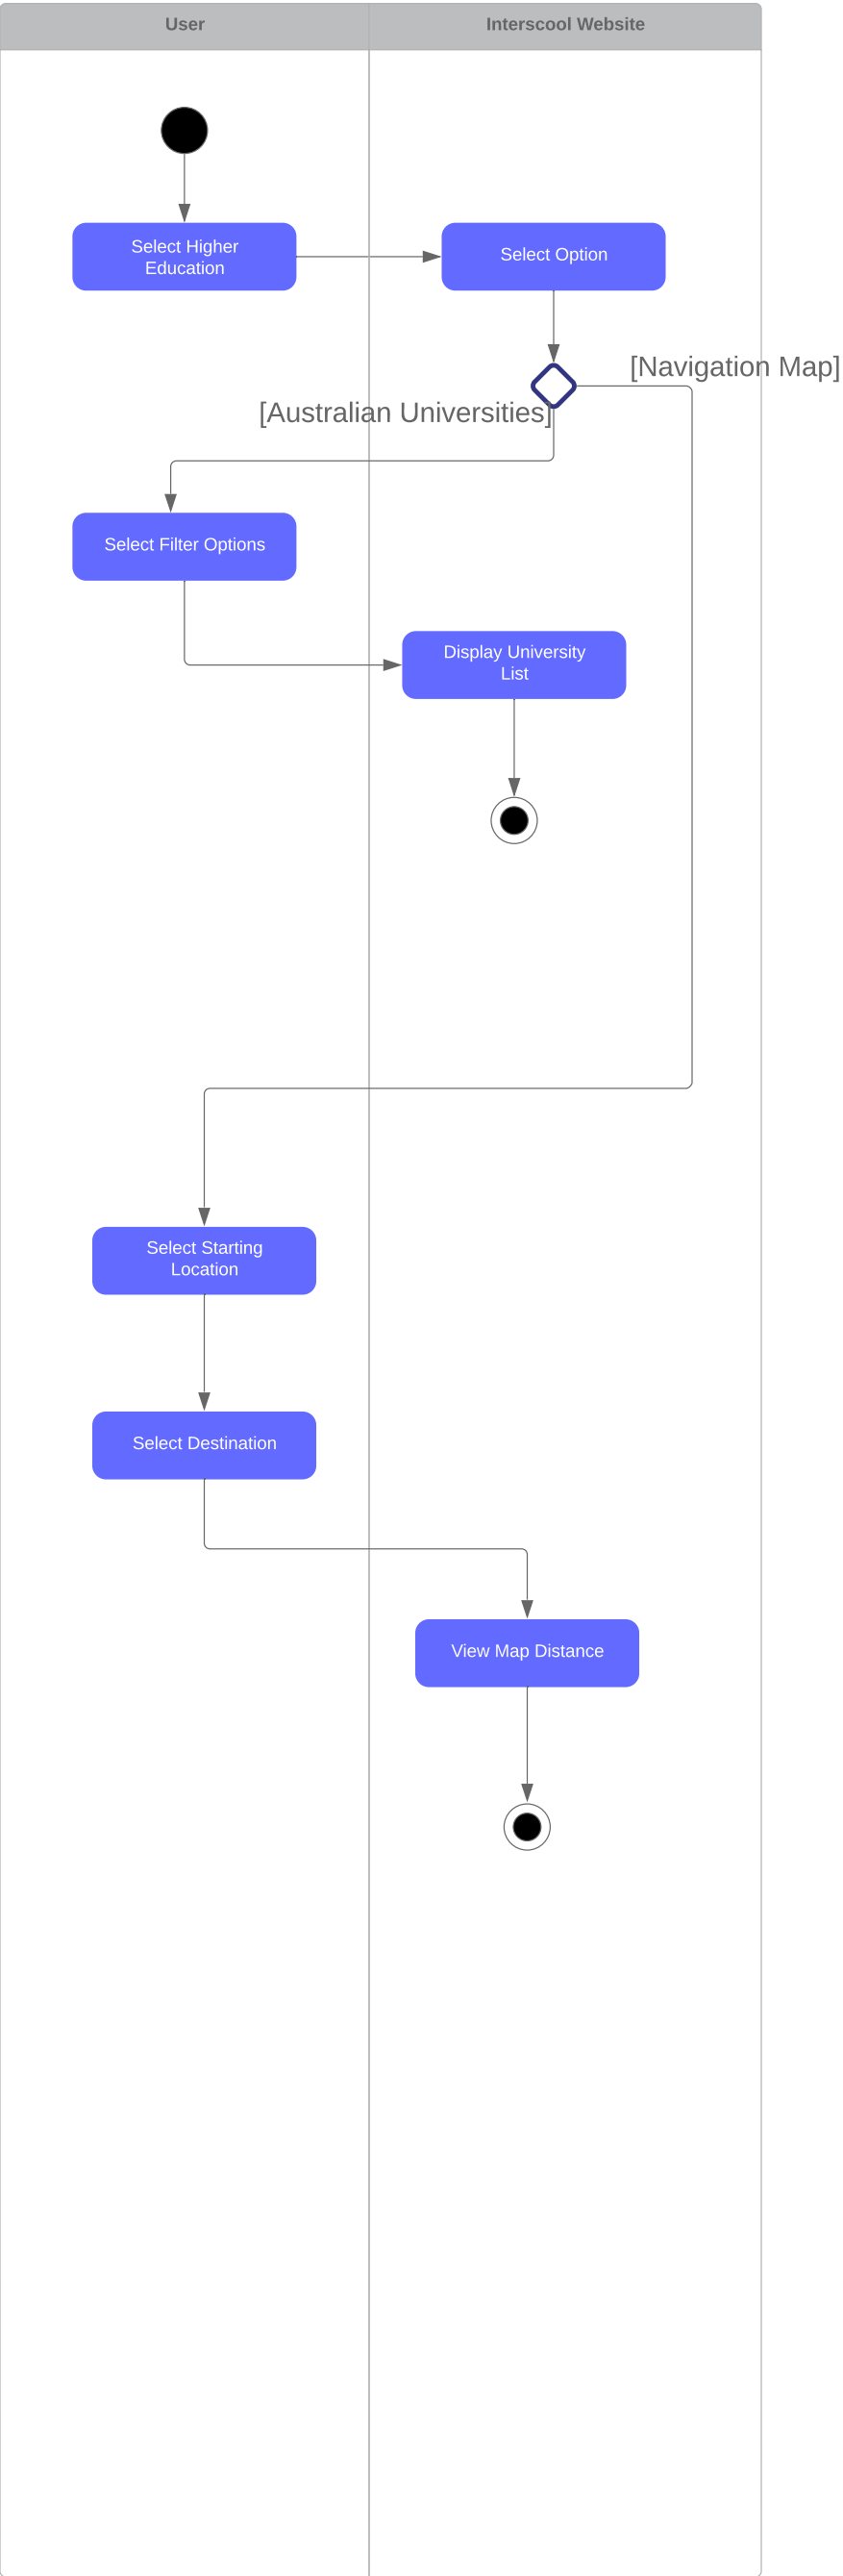 User
Interscool Website
Select Higher
Education
Select Option
[Navigation Map]
[Australian Universities]
Select Filter Options
Display University
List
Select Starting
Location
Select Destination
View Map Distance